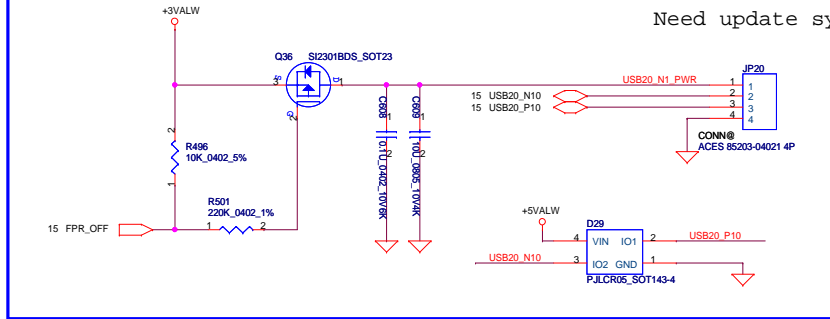 Need update sy
+3VALW
Q36 SI2301BDS_SOT23
S
D
G
3
1
2
USB20_N1_PWR
JP20
15 USB20_N10
15 USB20_P10
1 1
2 2
3 3
4 4
CONN@
ACES 85203-04021 4P
C608
0.1U_0402_10V6K
1
2
C609
10U_0805_10V4K
1
2
2
R496
10K_0402_5%
1
R501
220K_0402_1%
15 FPR_OFF
1
2
+5VALW
D29
4 VIN IO1 2
USB20_P10
USB20_N10
3 IO2 GND 1
PJLCR05_SOT143-4